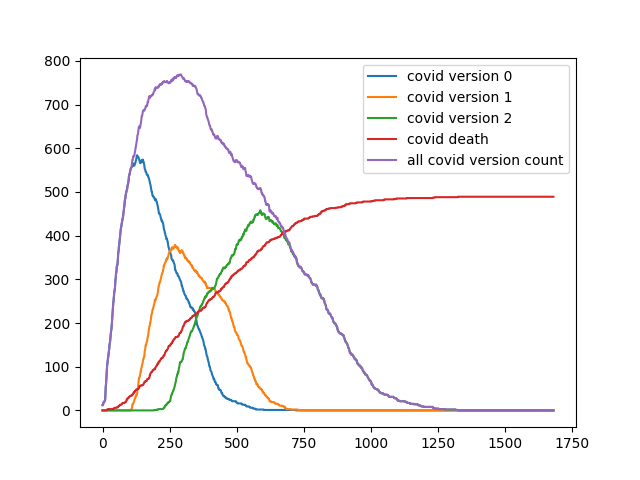 800
700
600
500
400
300
200
100
0
0 250 500 750 1000 1250 1500 1750
covid version 0
covid version 1
covid version 2
covid death
all covid version count